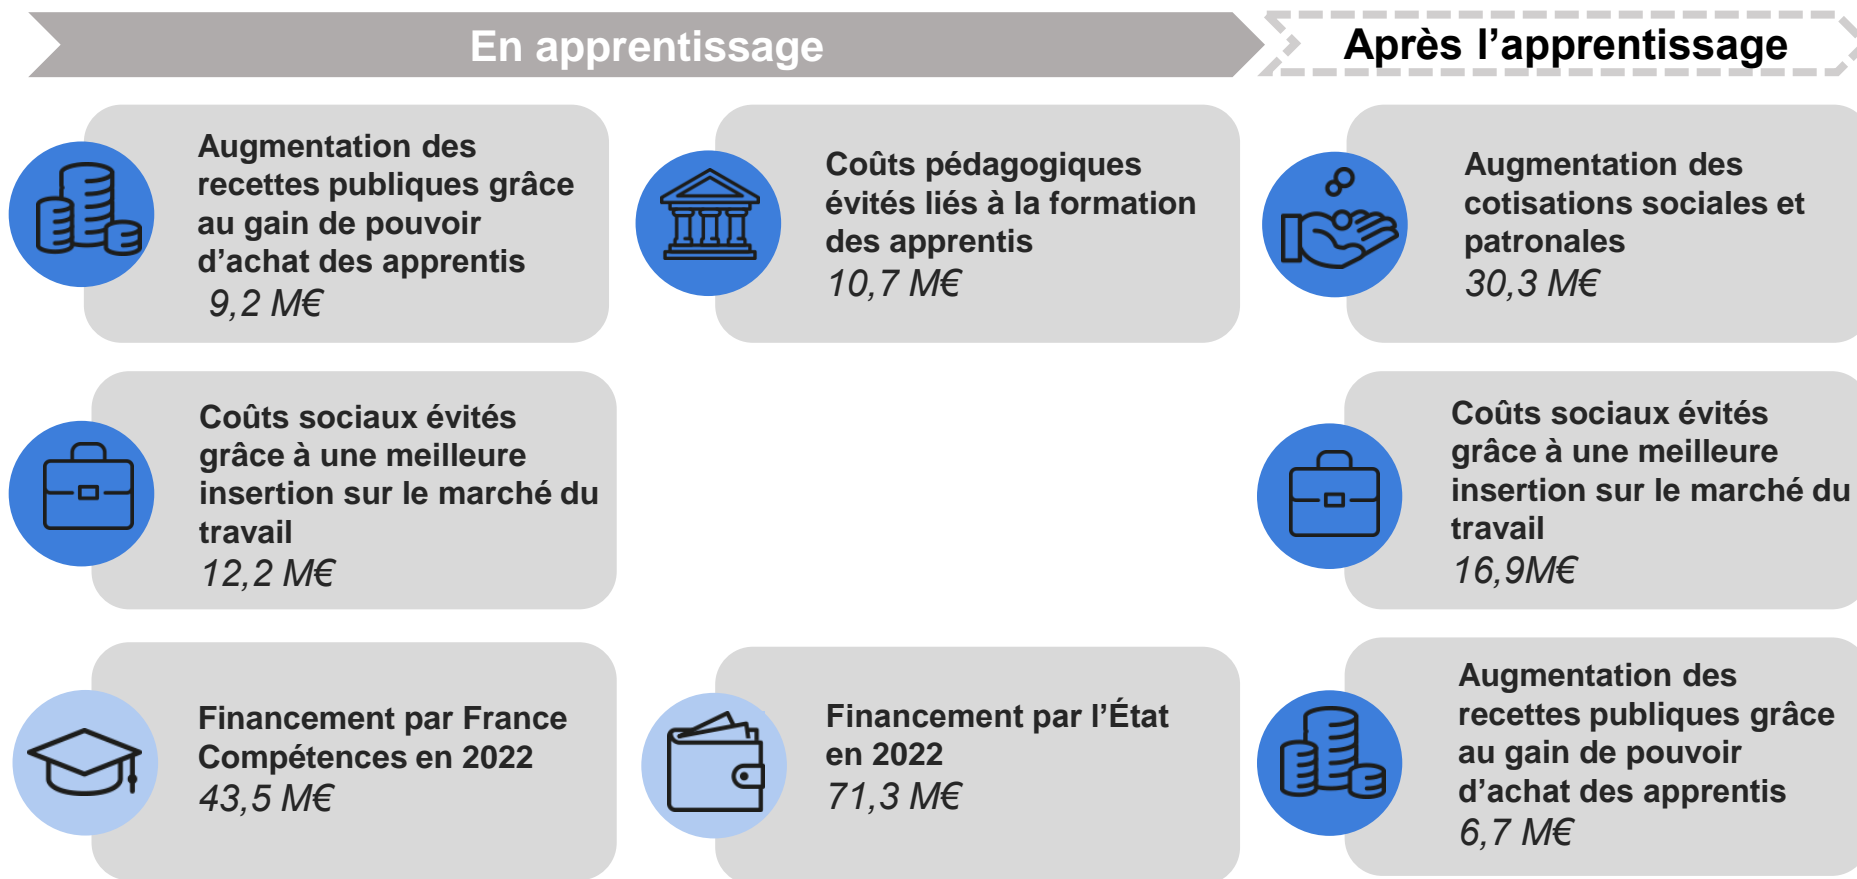 En apprentissage
Après l’apprentissage
Augmentation des
recettes publiques grâce
au gain de pouvoir
d’achat des apprentis
9,2 M€
Coûts pédagogiques
évités liés à la formation
des apprentis
10,7 M€
Augmentation des
cotisations sociales et
patronales
30,3 M€
Coûts sociaux évités
grâce à une meilleure
insertion sur le marché du
travail
12,2 M€
Coûts sociaux évités
grâce à une meilleure
insertion sur le marché du
travail
16,9M€
Financement par France
Compétences en 2022
43,5 M€
Financement par l’État
en 2022
71,3 M€
Augmentation des
recettes publiques grâce
au gain de pouvoir
d’achat des apprentis
6,7 M€